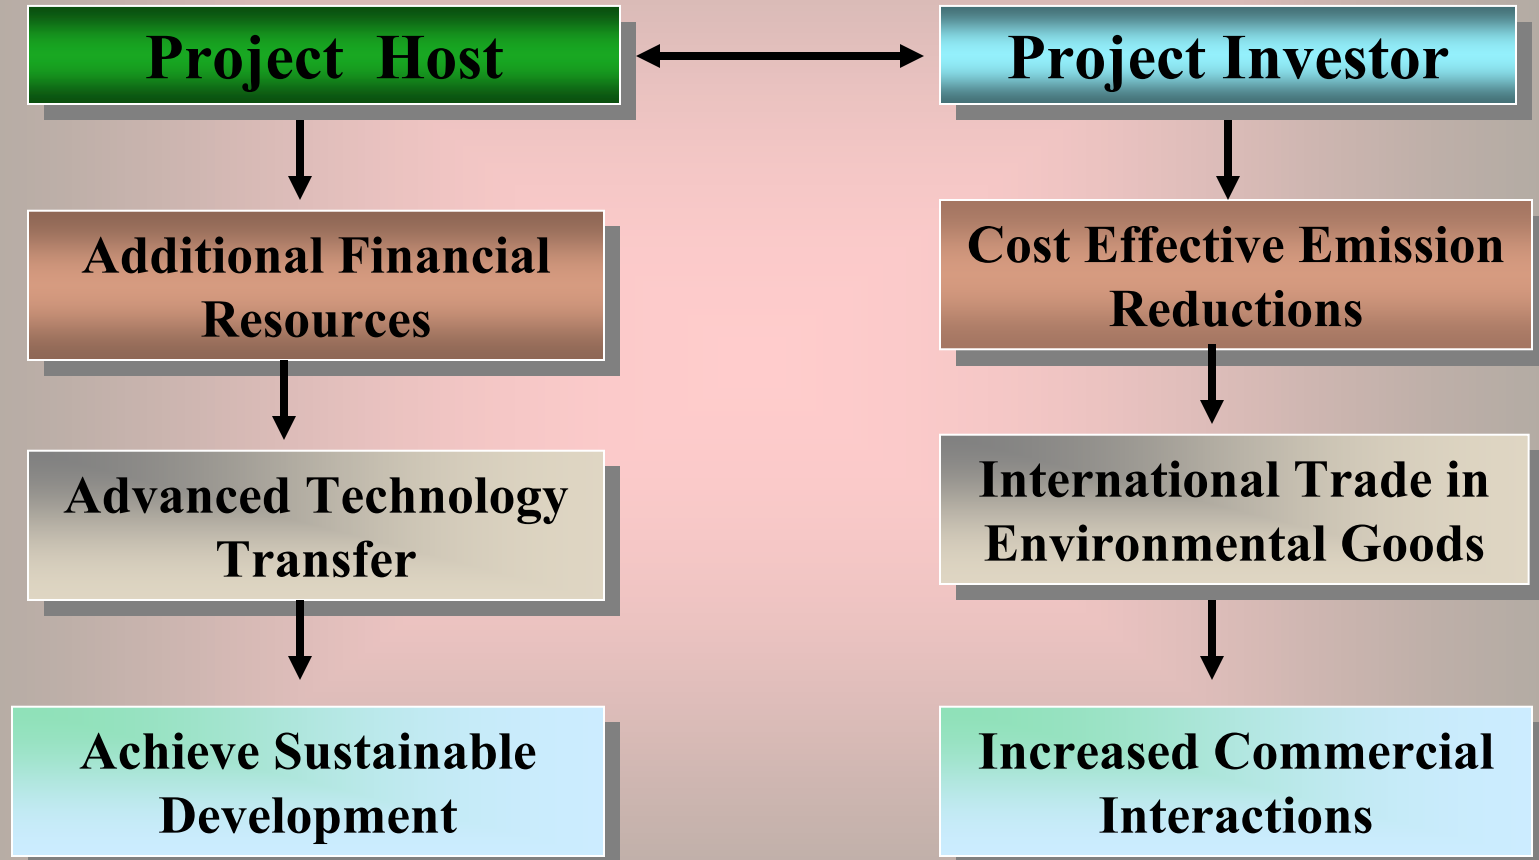 Project Host
Project Investor
Additional Financial
Resources
Cost Effective Emission
Reductions
Advanced Technology
Transfer
International Trade in
Environmental Goods
Achieve Sustainable
Development
Increased Commercial
Interactions